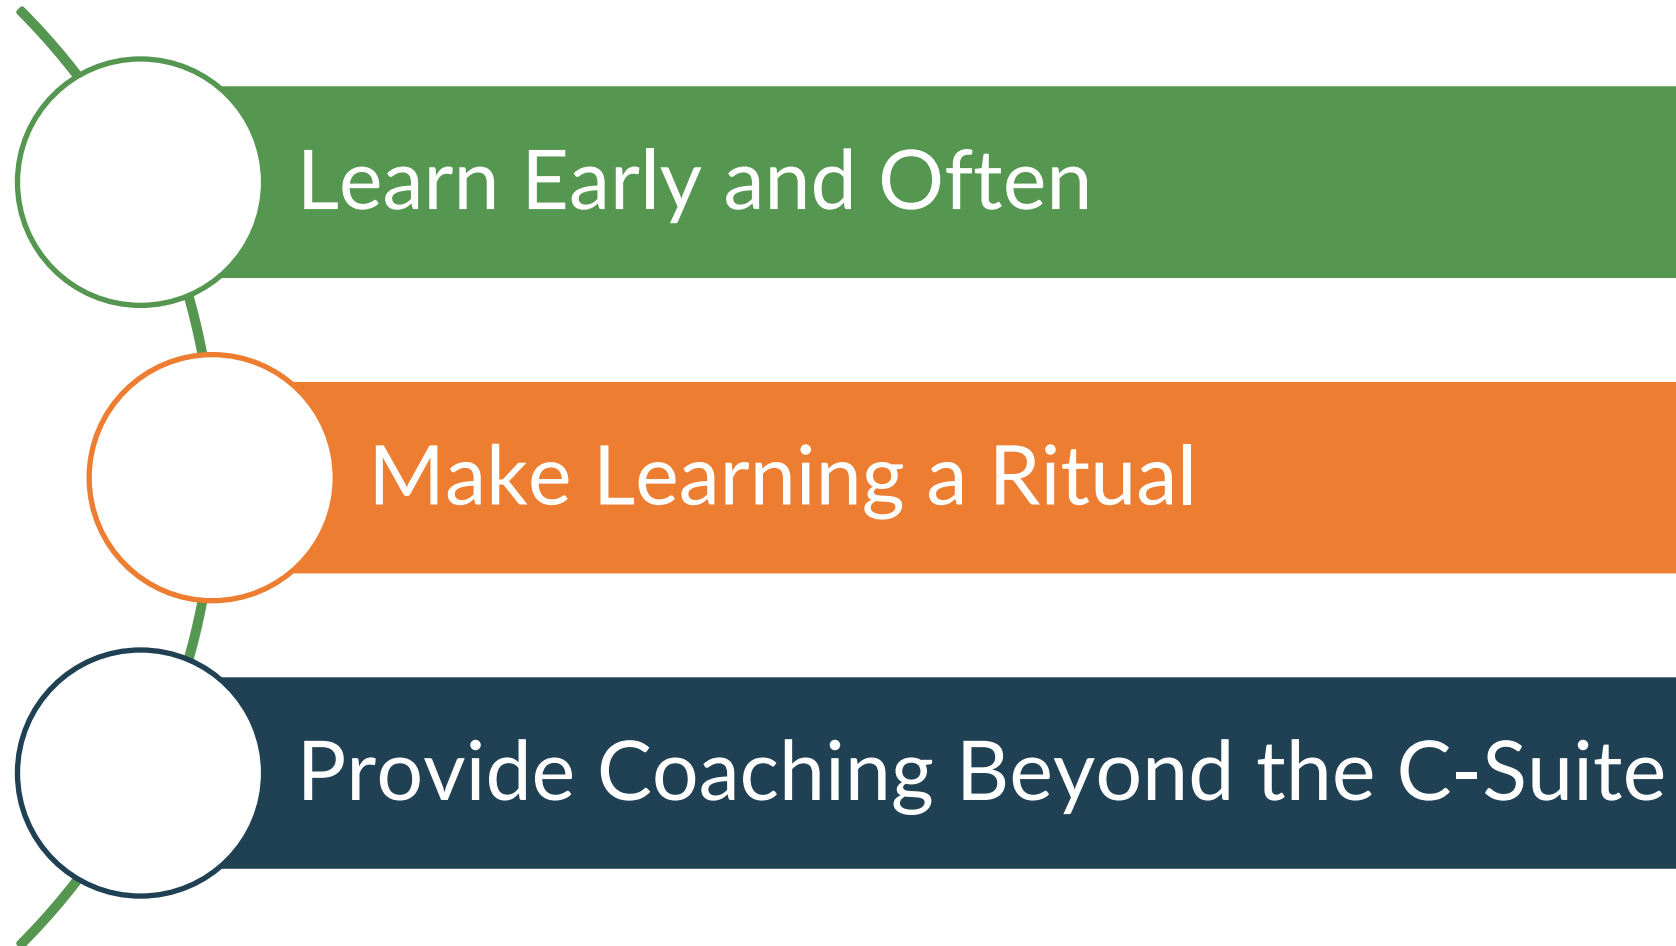 Learn Early and Often
Make Learning a Ritual
Provide Coaching Beyond the C-Suite